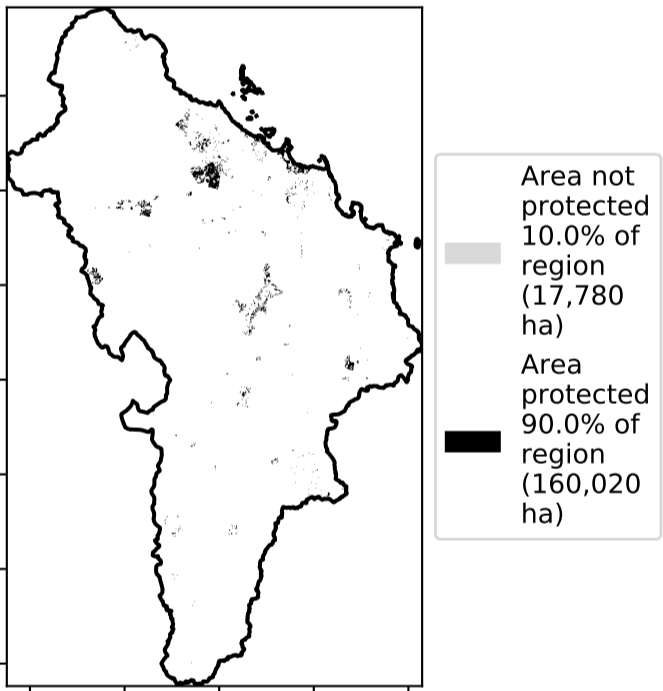 Area not
protected
10.0% of
region
(17,780
ha)
Area
protected
90.0% of
region
(160,020
ha)